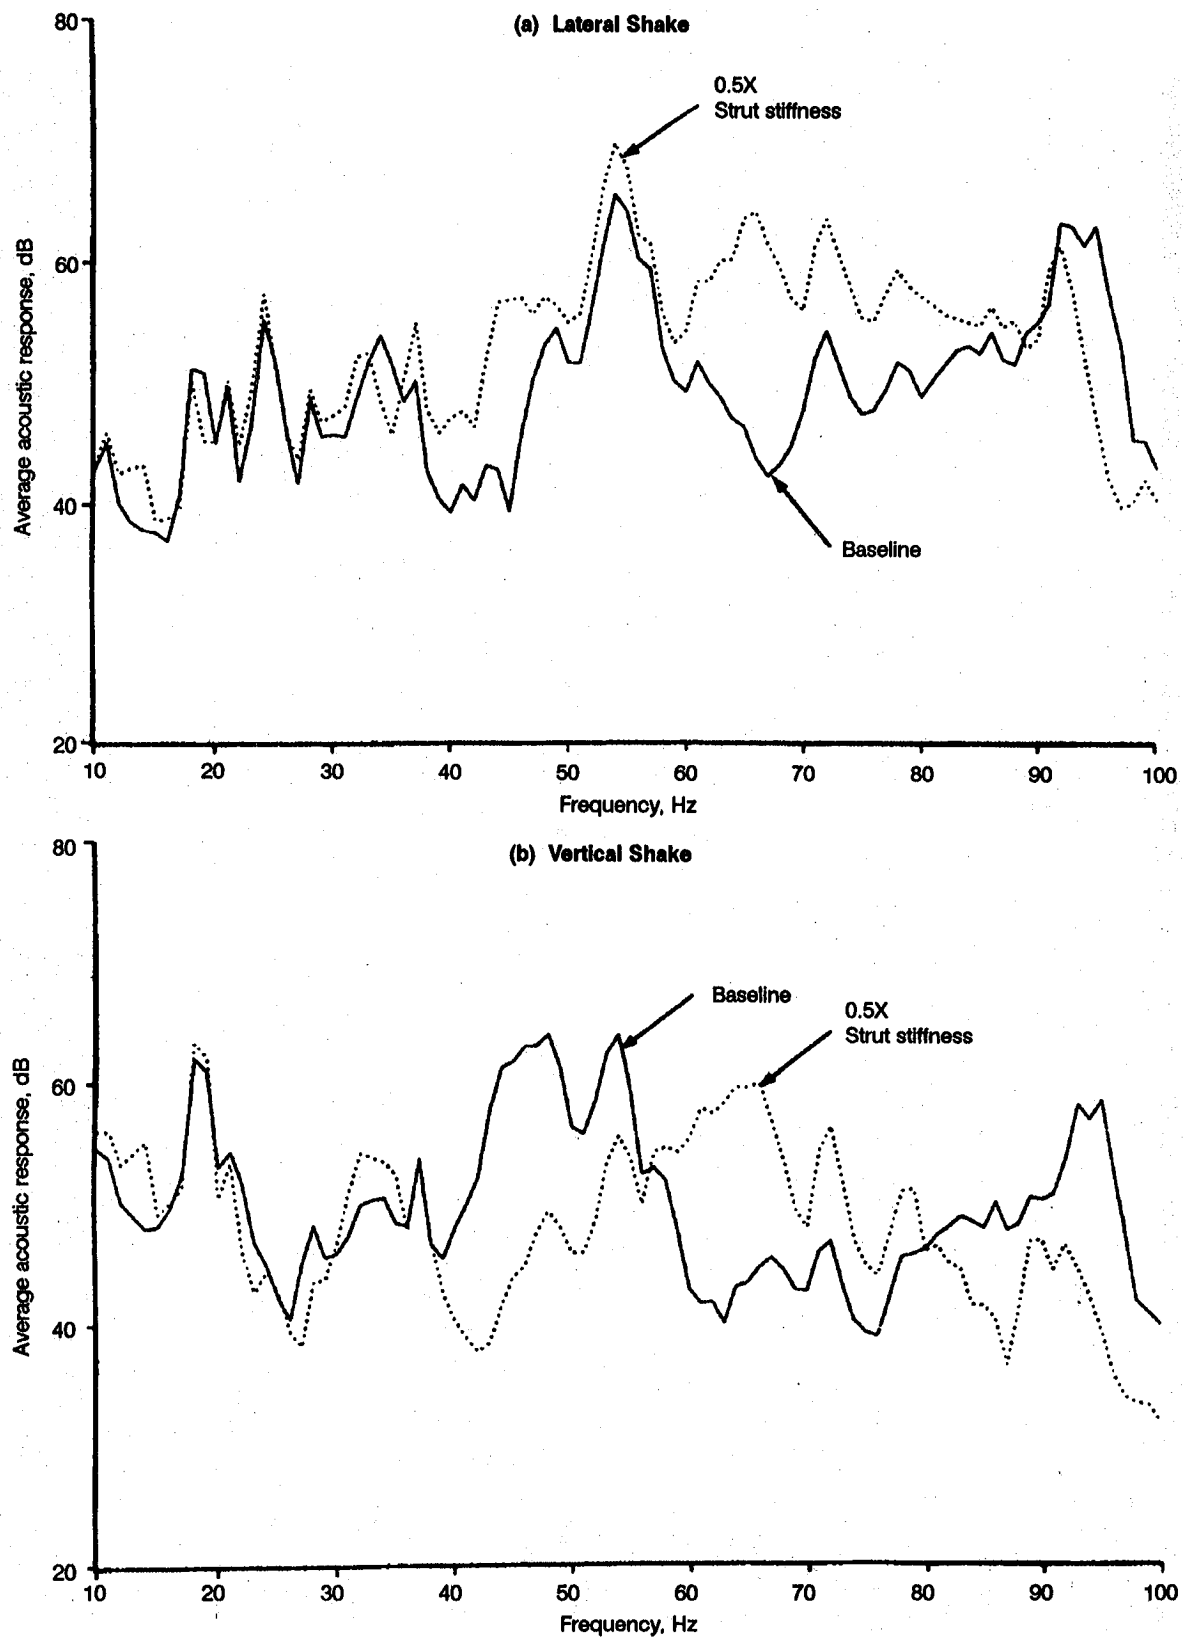 (a) Lateral Shake
80
60
40
20
Average acoustic response, dB
0.5X
Strut stiffness
Baseline
10 20 30 40 50 60 70 80 90 100
Frequency, Hz
(b) Vertical Shake
80
60
40
20
Average acoustic response, dB
Baseline
0.5X
Strut stiffness
10 20 30 40 50 60 70 80 90 100
Frequency, Hz